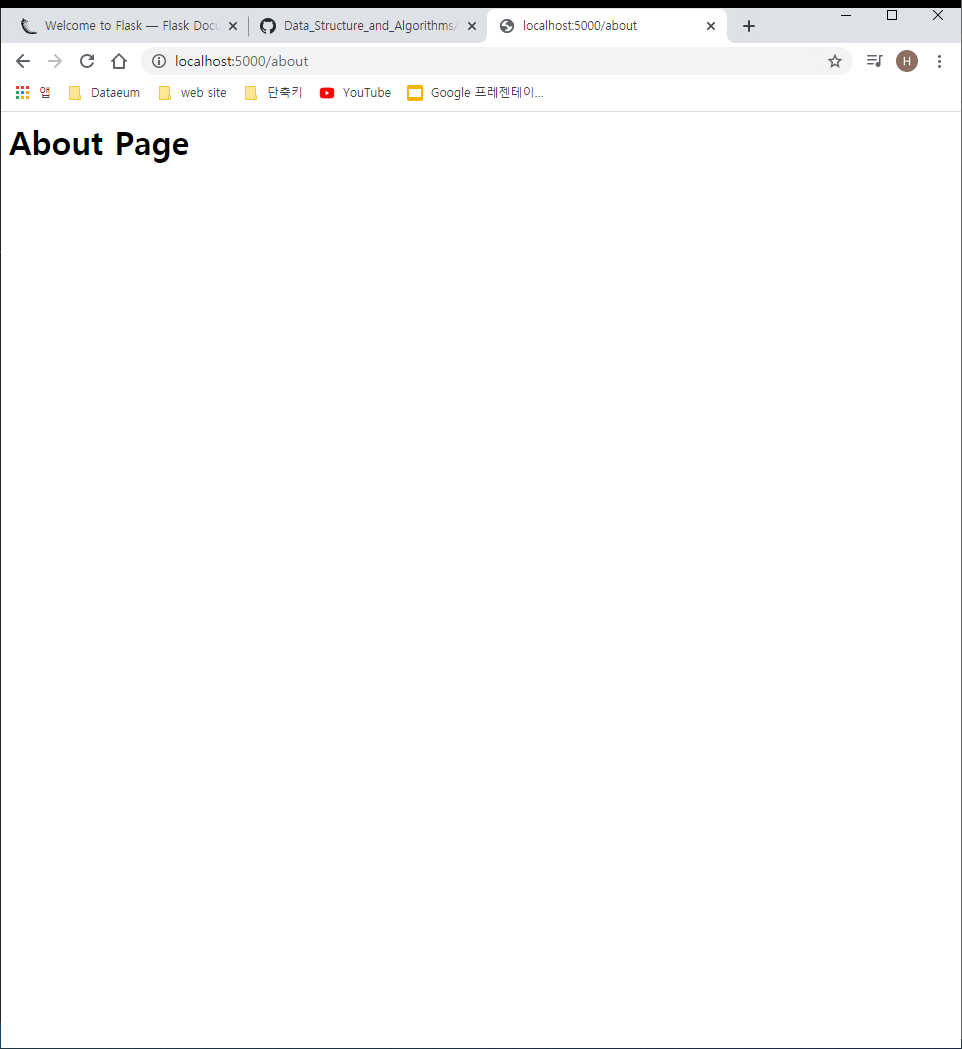 Welcome to Flask — Flask Docu
Data_Structure_and_Algorithms/
localhost:5000/about
localhost:5000/about
H
앱
Dataeum
web site
단축키
YouTube
Google 프레젠테이...
About Page